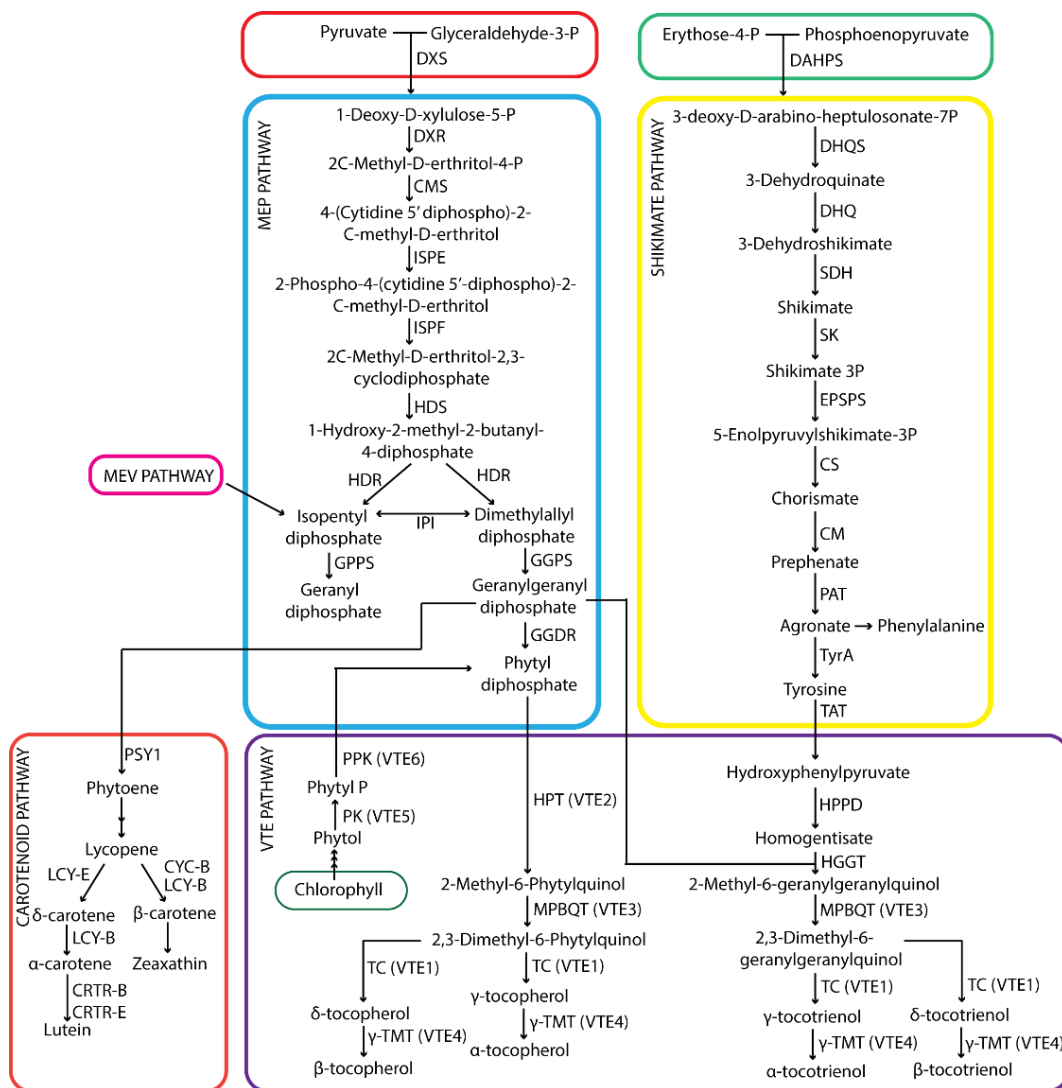 Pyruvate
Glyceraldehyde-3-P
DXS
Erythose-4-P
Phosphoenopyruvate
DAHPS
MEP PATHWAY
1-Deoxy-D-xylulose-5-P
DXR
2C-Methyl-D-erthritol-4-P
CMS
4-(Cytidine 5' diphospho)-2-
C-methyl-D-erthritol
ISPE
2-Phospho-4-(cytidine 5'-diphospho)-2-
C-methyl-D-erthritol
ISPF
2C-Methyl-D-erthritol-2,3-
cyclodiphosphate
HDS
1-Hydroxy-2-methyl-2-butanyl-
4-diphosphate
HDR
HDR
MEV PATHWAY
Isopentyl
diphosphate
IPI
Dimethylallyl
diphosphate
GPPS
GGPS
Geranyl
diphosphate
Geranylgeranyl
diphosphate
GGDR
Phytyl
diphosphate
SHIKIMATE PATHWAY
3-deoxy-D-arabino-heptulosonate-7P
DHQS
3-Dehydroquinate
DHQ
3-Dehydroshikimate
SDH
Shikimate
SK
Shikimate 3P
EPSPS
5-Enolpyruvylshikimate-3P
CS
Chorismate
CM
Prephenate
PAT
Agronate
Phenylalanine
TyrA
Tyrosine
TAT
CAROTENOID PATHWAY
PSY1
Phytoene
Lycopene
LCY-E
CYC-B
LCY-B
δ-carotene
β-carotene
LCY-B
α-carotene
Zeaxathin
CRTR-B
CRTR-E
Lutein
VTE PATHWAY
PPK (VTE6)
Phytyl P
PK (VTE5)
Phytol
Chlorophyll
HPT (VTE2)
2-Methyl-6-Phytylquinol
MPBQT (VTE3)
2,3-Dimethyl-6-Phytylquinol
TC (VTE1)
TC (VTE1)
δ-tocopherol
γ-tocopherol
γ-TMT (VTE4)
γ-TMT (VTE4)
β-tocopherol
α-tocopherol
Hydroxyphenylpyruvate
HPPD
Homogentisate
HGGT
2-Methyl-6-geranylgeranylquinol
MPBQT (VTE3)
2,3-Dimethyl-6-
geranylgeranylquinol
TC (VTE1)
TC (VTE1)
γ-tocotrienol
δ-tocotrienol
γ-TMT (VTE4)
γ-TMT (VTE4)
α-tocotrienol
β-tocotrienol